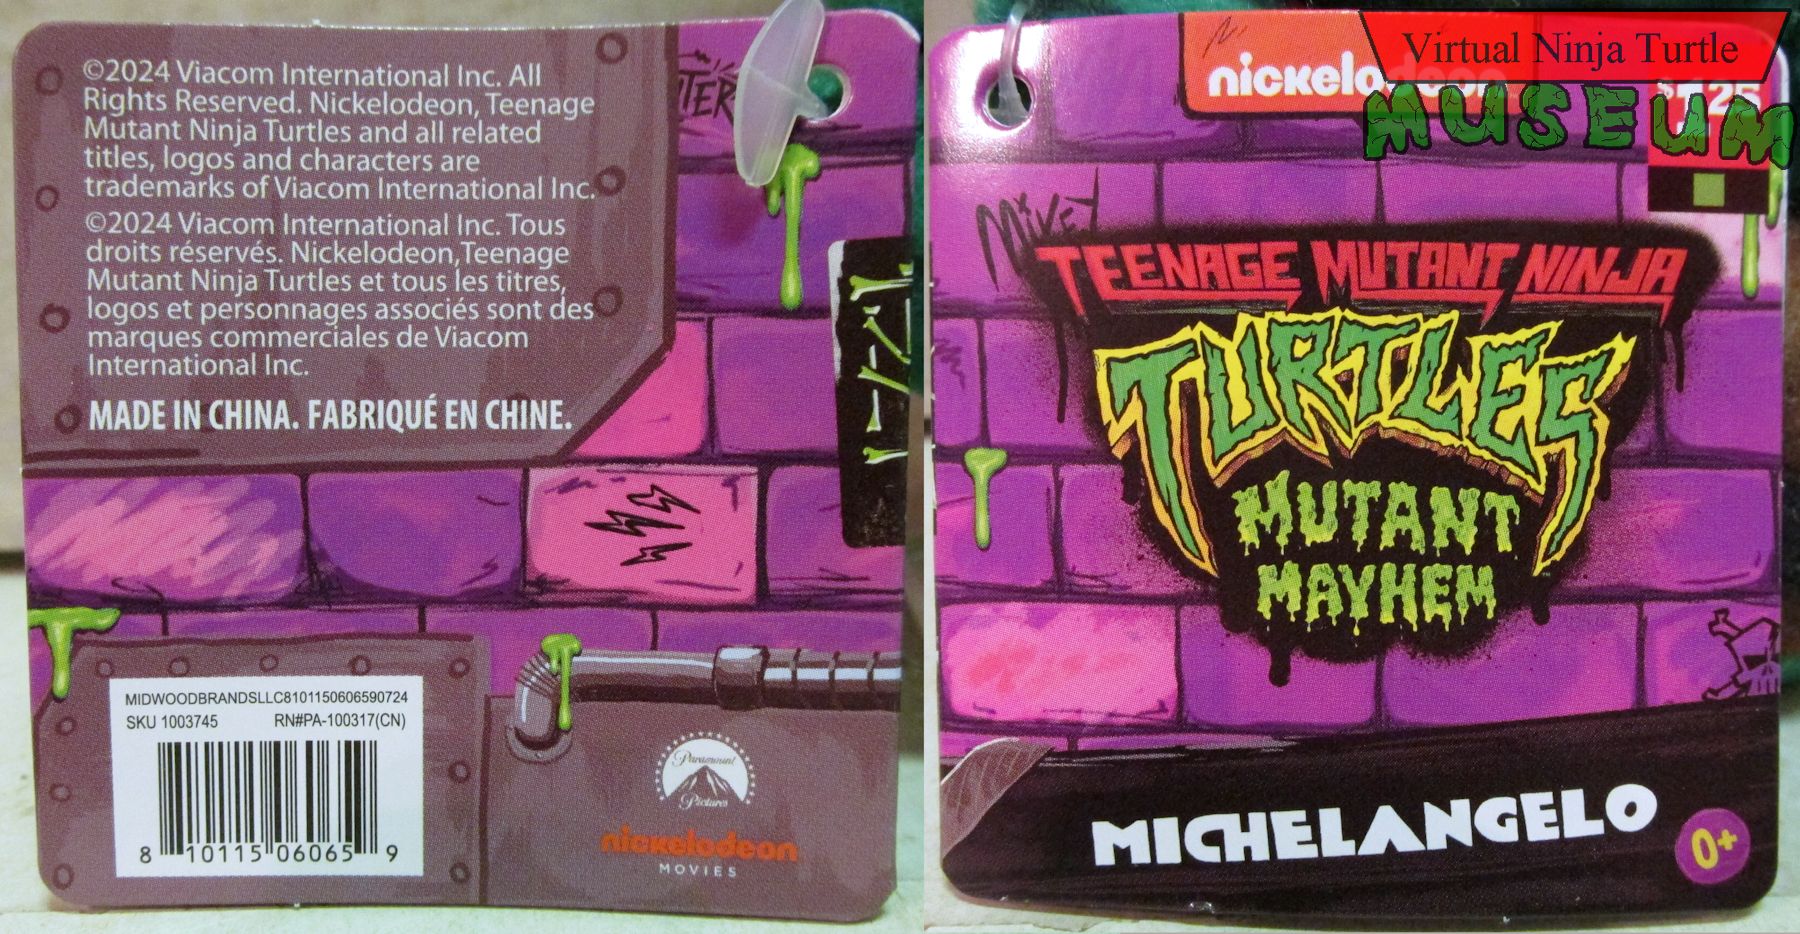 ©2024 Viacom International Inc. All
Rights Reserved. Nickelodeon, Teenage
Mutant Ninja Turtles and all related
titles, logos and characters are
trademarks of Viacom International Inc.
©2024 Viacom International Inc. Tous
droits réservés. Nickelodeon,Teenage
Mutant Ninja Turtles et tous les titres,
logos et personnages associés sont des
marques commerciales de Viacom
International Inc.
MADE IN CHINA. FABRIQUÉ EN CHINE.
MIDWOODBRANDSLLC8101150606590724
SKU 1003745 RN#PA-100317(CN)
8 10115 06065 9
Paramount
Pictures
nickelodeon
MOVIES
nickelodeon
Virtual Ninja Turtle
MUSEUM
$1.25
MiKEY
TEENAGE MUTANT NINJA
TURTLES
MUTANT
MAYHEM
MICHELANGELO
0+